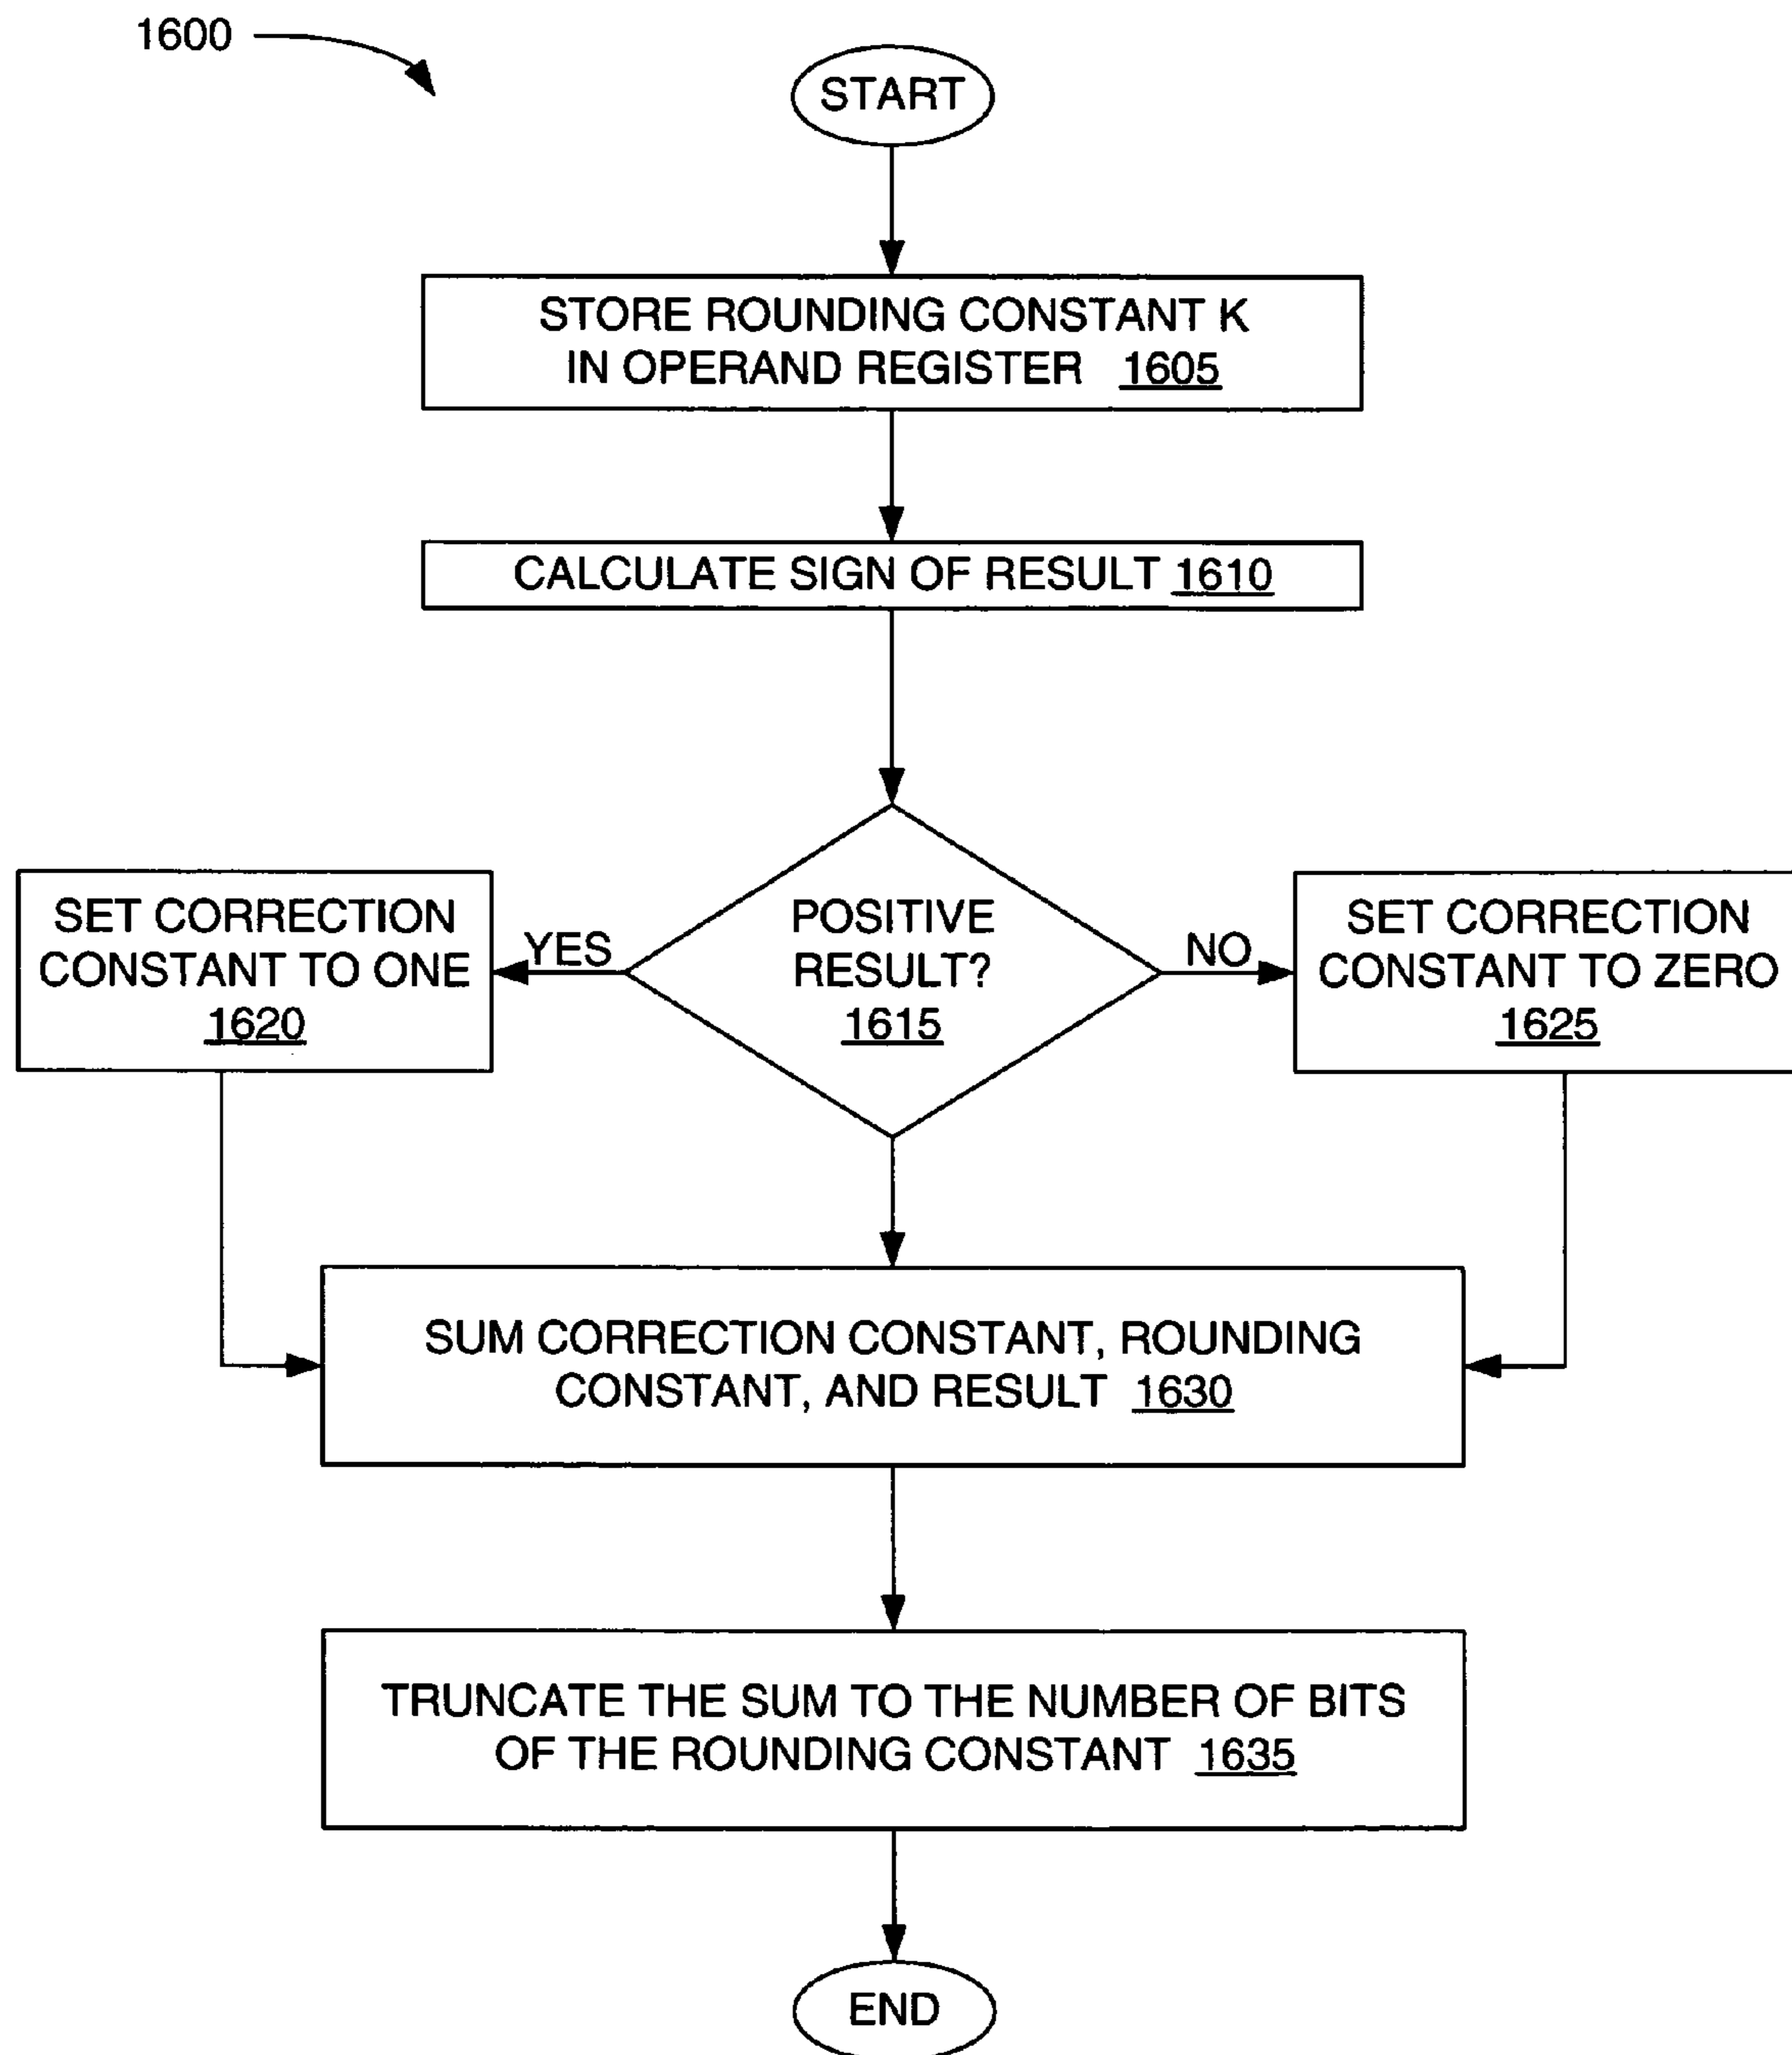 1600
START
STORE ROUNDING CONSTANT K
IN OPERAND REGISTER 1605
CALCULATE SIGN OF RESULT 1610
SET CORRECTION
CONSTANT TO ONE
1620
YES
POSITIVE
RESULT?
1615
NO
SET CORRECTION
CONSTANT TO ZERO
1625
SUM CORRECTION CONSTANT, ROUNDING
CONSTANT, AND RESULT 1630
TRUNCATE THE SUM TO THE NUMBER OF BITS
OF THE ROUNDING CONSTANT 1635
END